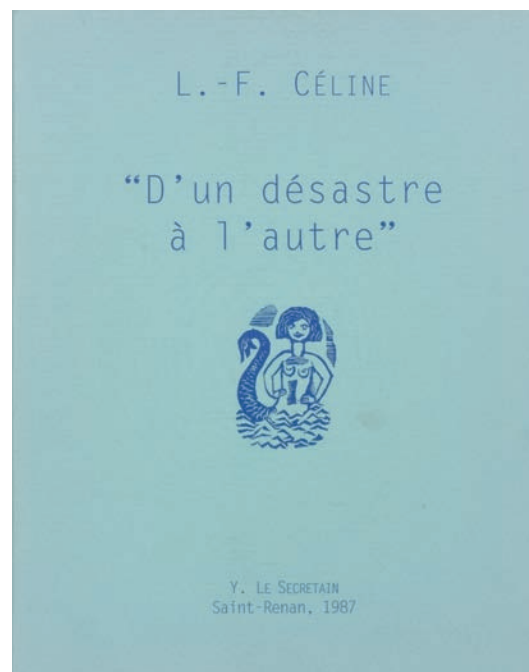 L.-F. CÉLINE
“D’un désastre
à l’autre”
Y. LE SECRETAIN
Saint-Renan, 1987